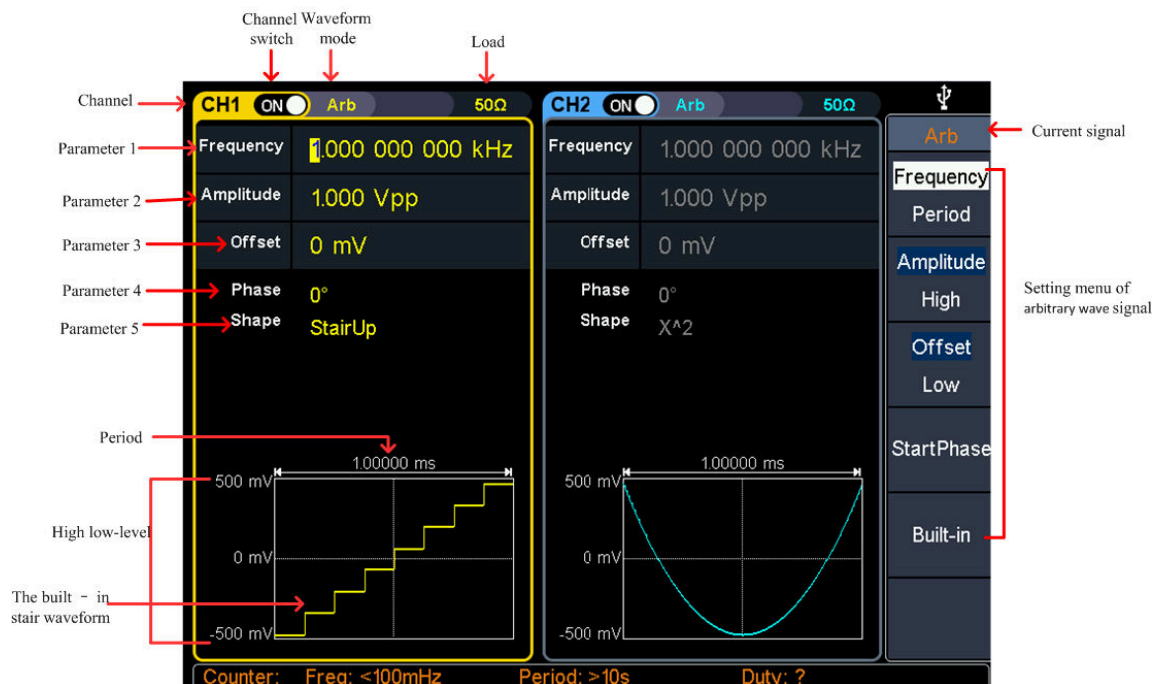 Channel Waveform
switch mode
Load
Channel
CH1 ON Arb 50Ω
CH2 ON Arb 50Ω
Current signal
Arb
Parameter 1
Frequency 1.000 000 000 kHz
Frequency 1.000 000 000 kHz
Frequency
Period
Parameter 2
Amplitude 1.000 Vpp
Amplitude 1.000 Vpp
Amplitude
High
Parameter 3
Offset 0 mV
Offset 0 mV
Offset
Low
Parameter 4
Phase 0°
Phase 0°
Parameter 5
Shape StairUp
Shape X^2
Setting menu of
arbitrary wave signal
StartPhase
Built-in
Period
1.00000 ms
1.00000 ms
500 mV
500 mV
High low-level
0 mV
0 mV
The built - in
stair waveform
-500 mV
-500 mV
Counter: Freq: <100mHz Period: >10s Duty: ?